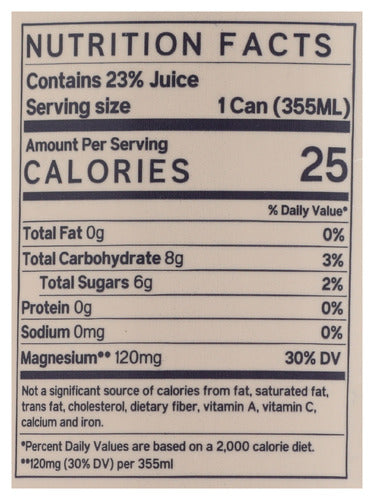 NUTRITION FACTS
Contains 23% Juice
Serving size 1 Can (355ML)
Amount Per Serving
CALORIES 25
% Daily Value*
Total Fat 0g 0%
Total Carbohydrate 8g 3%
Total Sugars 6g 2%
Protein 0g 0%
Sodium 0mg 0%
Magnesium** 120mg 30% DV
Not a significant source of calories from fat, saturated fat,
trans fat, cholesterol, dietary fiber, vitamin A, vitamin C,
calcium and iron.
*Percent Daily Values are based on a 2,000 calorie diet.
**120mg (30% DV) per 355ml